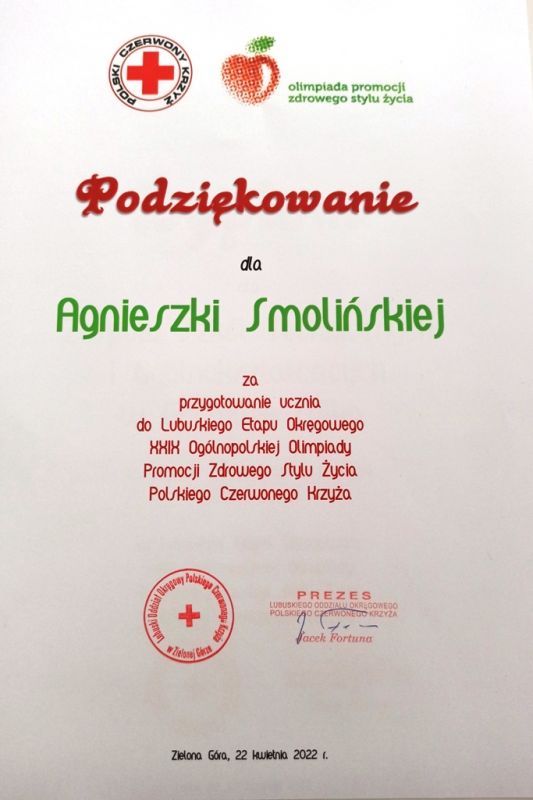 POLSKI CZERWONY KRZYŻ
olimpiada promocji
zdrowego stylu życia
Podziękowanie
dla
Agnieszki Smolińskiej
za
przygotowanie ucznia
do Lubuskiego Etapu Okręgowego
XXIX Ogólnopolskiej Olimpiady
Promocji Zdrowego Stylu Życia
Polskiego Czerwonego Krzyża
Lubuski Oddział Okręgowy Polskiego Czerwonego Krzyża
w Zielonej Górze
PREZES
LUBUSKIEGO ODDZIAŁU OKRĘGOWEGO
POLSKIEGO CZERWONEGO KRZYŻA
Jacek Fortuna
Zielona Góra, 22 kwietnia 2022 r.